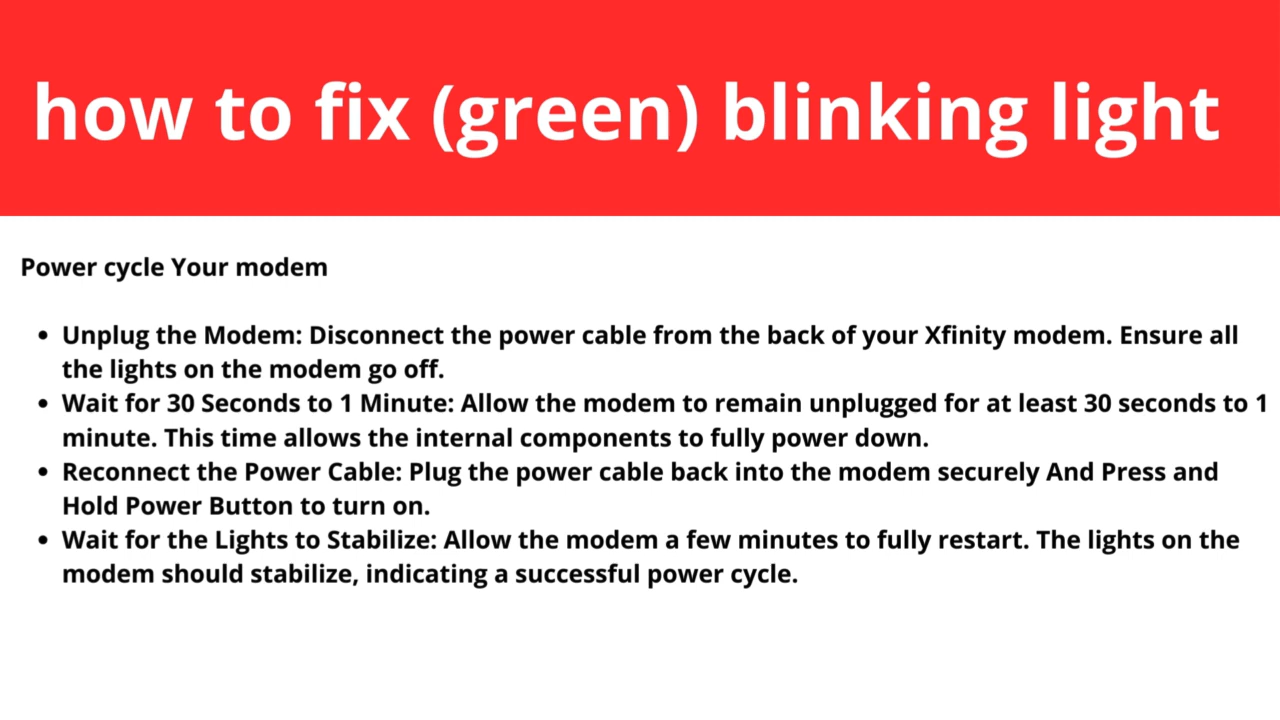 how to fix (green) blinking light
Power cycle Your modem
• Unplug the Modem: Disconnect the power cable from the back of your Xfinity modem. Ensure all
the lights on the modem go off.
• Wait for 30 Seconds to 1 Minute: Allow the modem to remain unplugged for at least 30 seconds to 1
minute. This time allows the internal components to fully power down.
• Reconnect the Power Cable: Plug the power cable back into the modem securely And Press and
Hold Power Button to turn on.
• Wait for the Lights to Stabilize: Allow the modem a few minutes to fully restart. The lights on the
modem should stabilize, indicating a successful power cycle.